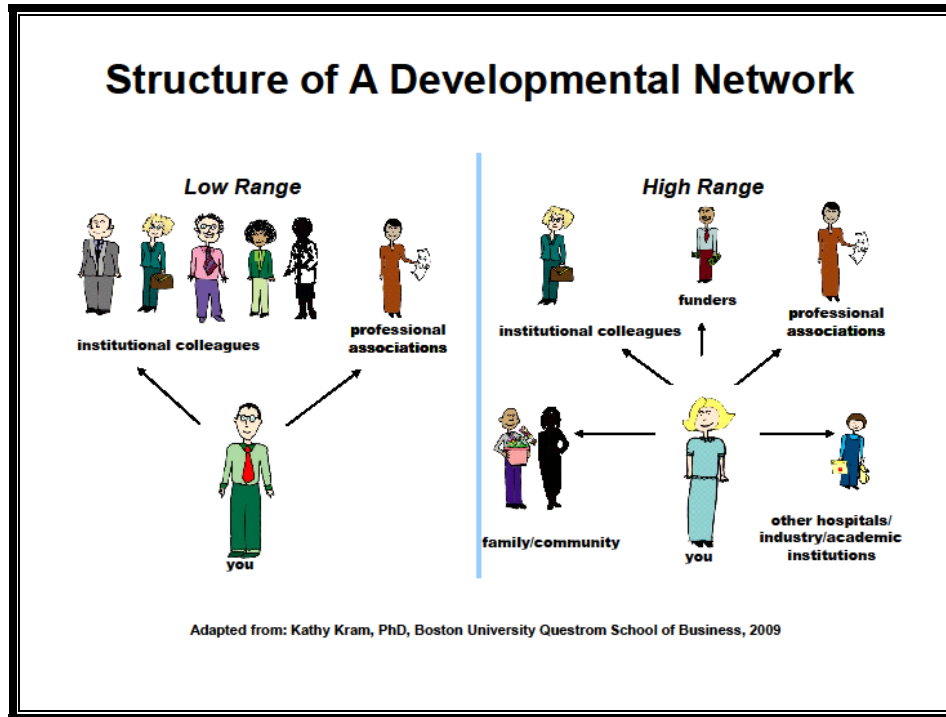 Structure of A Developmental Network
Low Range
institutional colleagues
professional
associations
you
High Range
institutional colleagues
funders
professional
associations
family/community
you
other hospitals/
industry/academic
institutions
Adapted from: Kathy Kram, PhD, Boston University Questrom School of Business, 2009